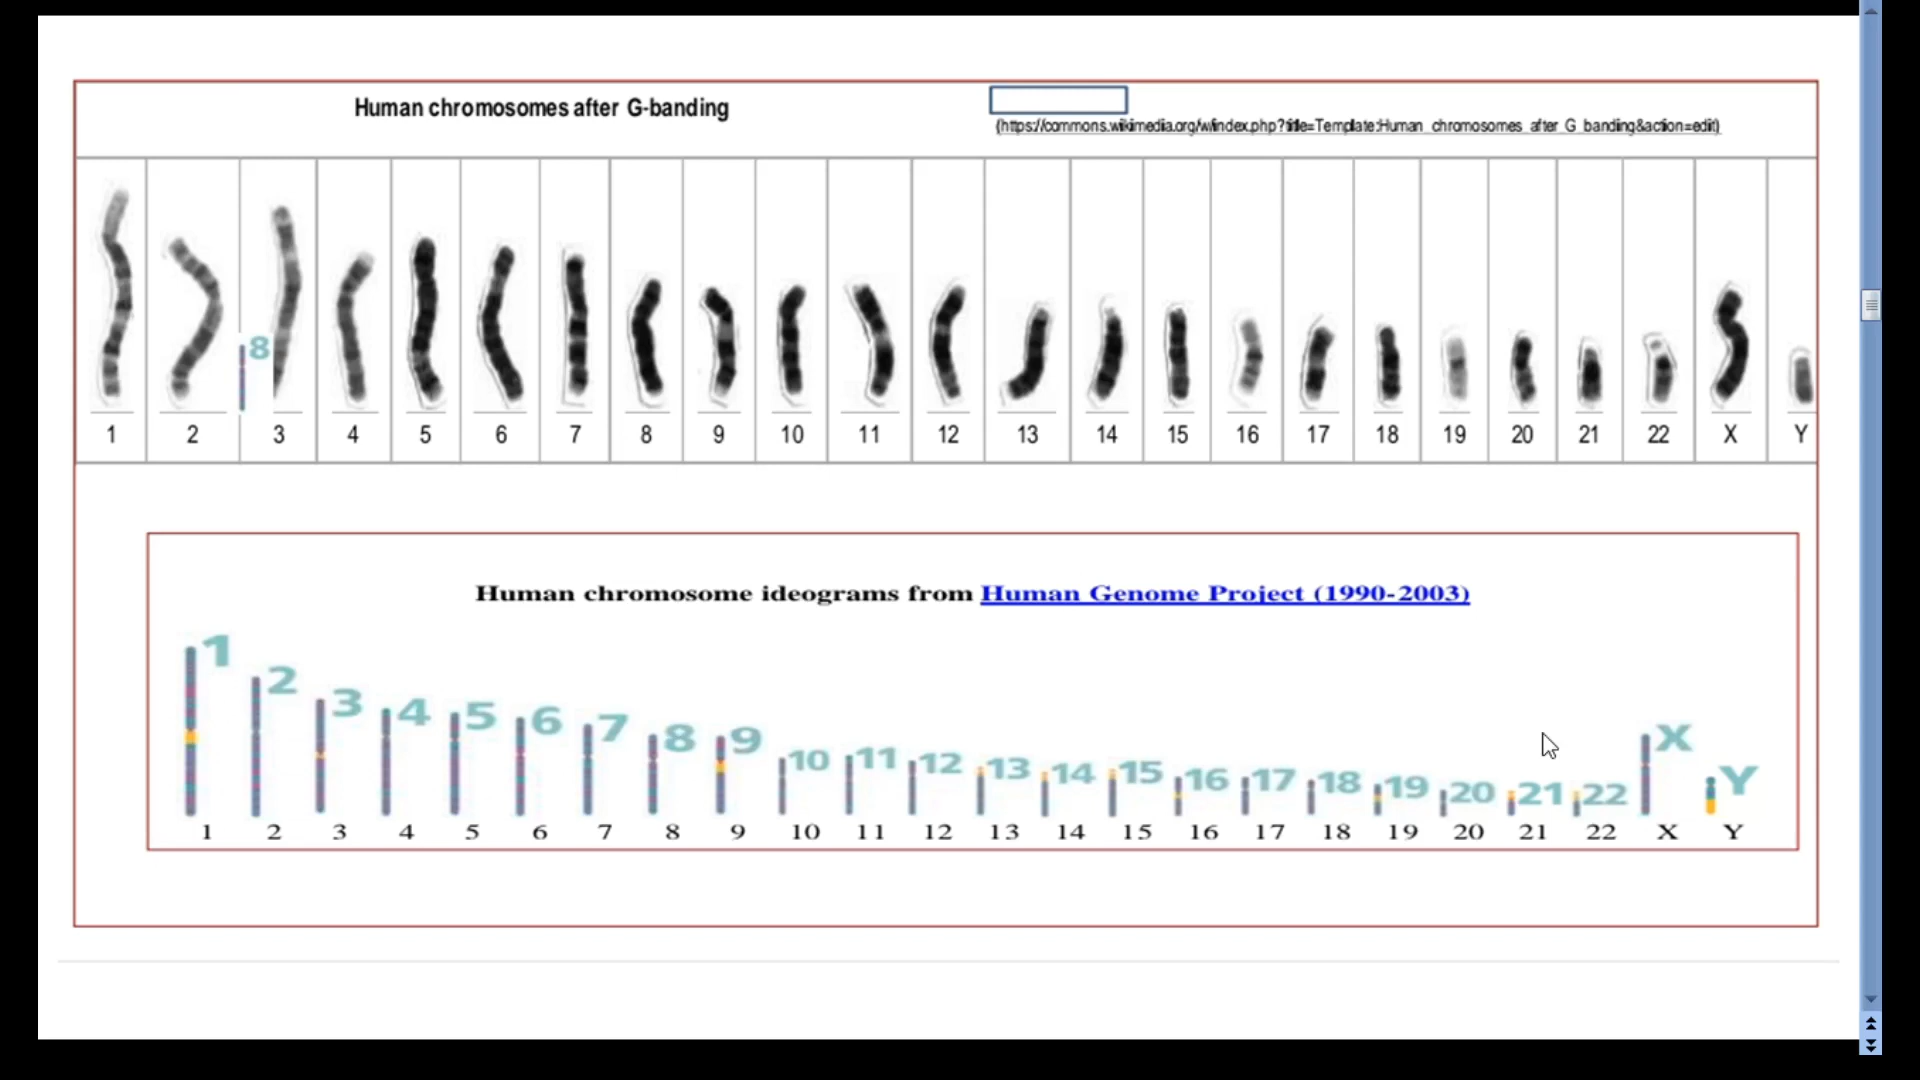 Human chromosomes after G-banding
(https://commons.wikimedia.org/w/index.php?title=Template:Human_chromosomes_after_G_banding&action=edit)
8
1 2 3 4 5 6 7 8 9 10 11 12 13 14 15 16 17 18 19 20 21 22 X Y
Human chromosome ideograms from Human Genome Project (1990-2003)
1 2 3 4 5 6 7 8 9 10 11 12 13 14 15 16 17 18 19 20 21 22 X Y
1 2 3 4 5 6 7 8 9 10 11 12 13 14 15 16 17 18 19 20 21 22 X Y